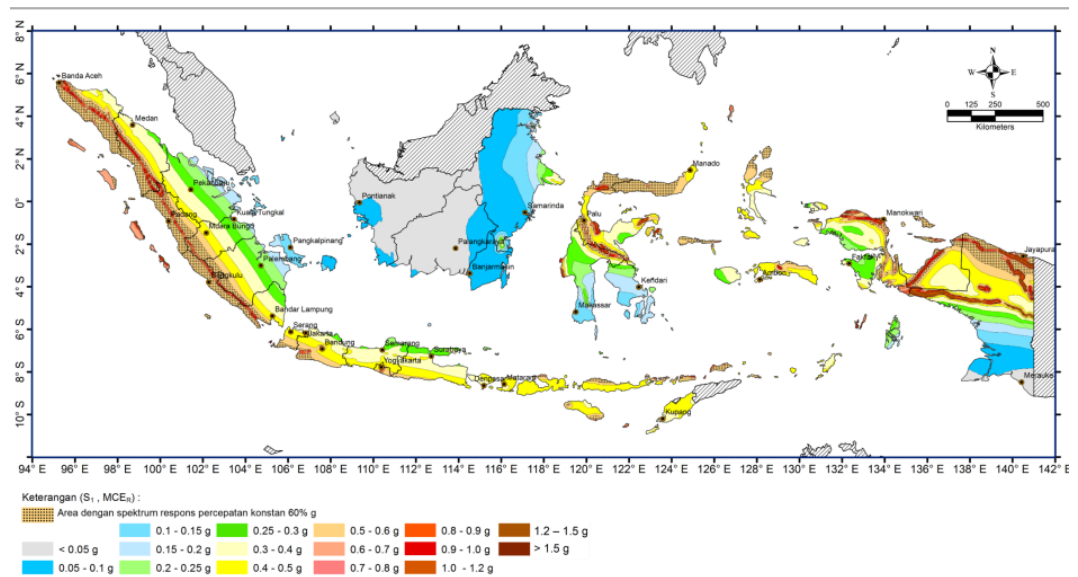 8° N
6° N
4° N
2° N
0°
2° S
4° S
6° S
8° S
10° S
Banda Aceh
Medan
Pekanbaru
Padang
Kuala Tungkal
Muara Bungo
Pangkalpinang
Palembang
Bengkulu
Bandar Lampung
Serang
Jakarta
Bandung
Semarang
Surabaya
Yogyakarta
Denpasar
Mataram
Kupang
Pontianak
Samarinda
Palangkaraya
Banjarmasin
Manado
Palu
Kendari
Makassar
Ambon
Manokwari
Fakfak
Jayapura
Merauke
N
W E
S
0 125 250 500
Kilometers
94° E 96° E 98° E 100° E 102° E 104° E 106° E 108° E 110° E 112° E 114° E 116° E 118° E 120° E 122° E 124° E 126° E 128° E 130° E 132° E 134° E 136° E 138° E 140° E 142° E
Keterangan (S₁ , MCE_R) :
Area dengan spektrum respons percepatan konstan 60% g
0.1 - 0.15 g 0.25 - 0.3 g 0.5 - 0.6 g 0.8 - 0.9 g 1.2 – 1.5 g
< 0.05 g 0.15 - 0.2 g 0.3 - 0.4 g 0.6 - 0.7 g 0.9 - 1.0 g > 1.5 g
0.05 - 0.1 g 0.2 - 0.25 g 0.4 - 0.5 g 0.7 - 0.8 g 1.0 - 1.2 g